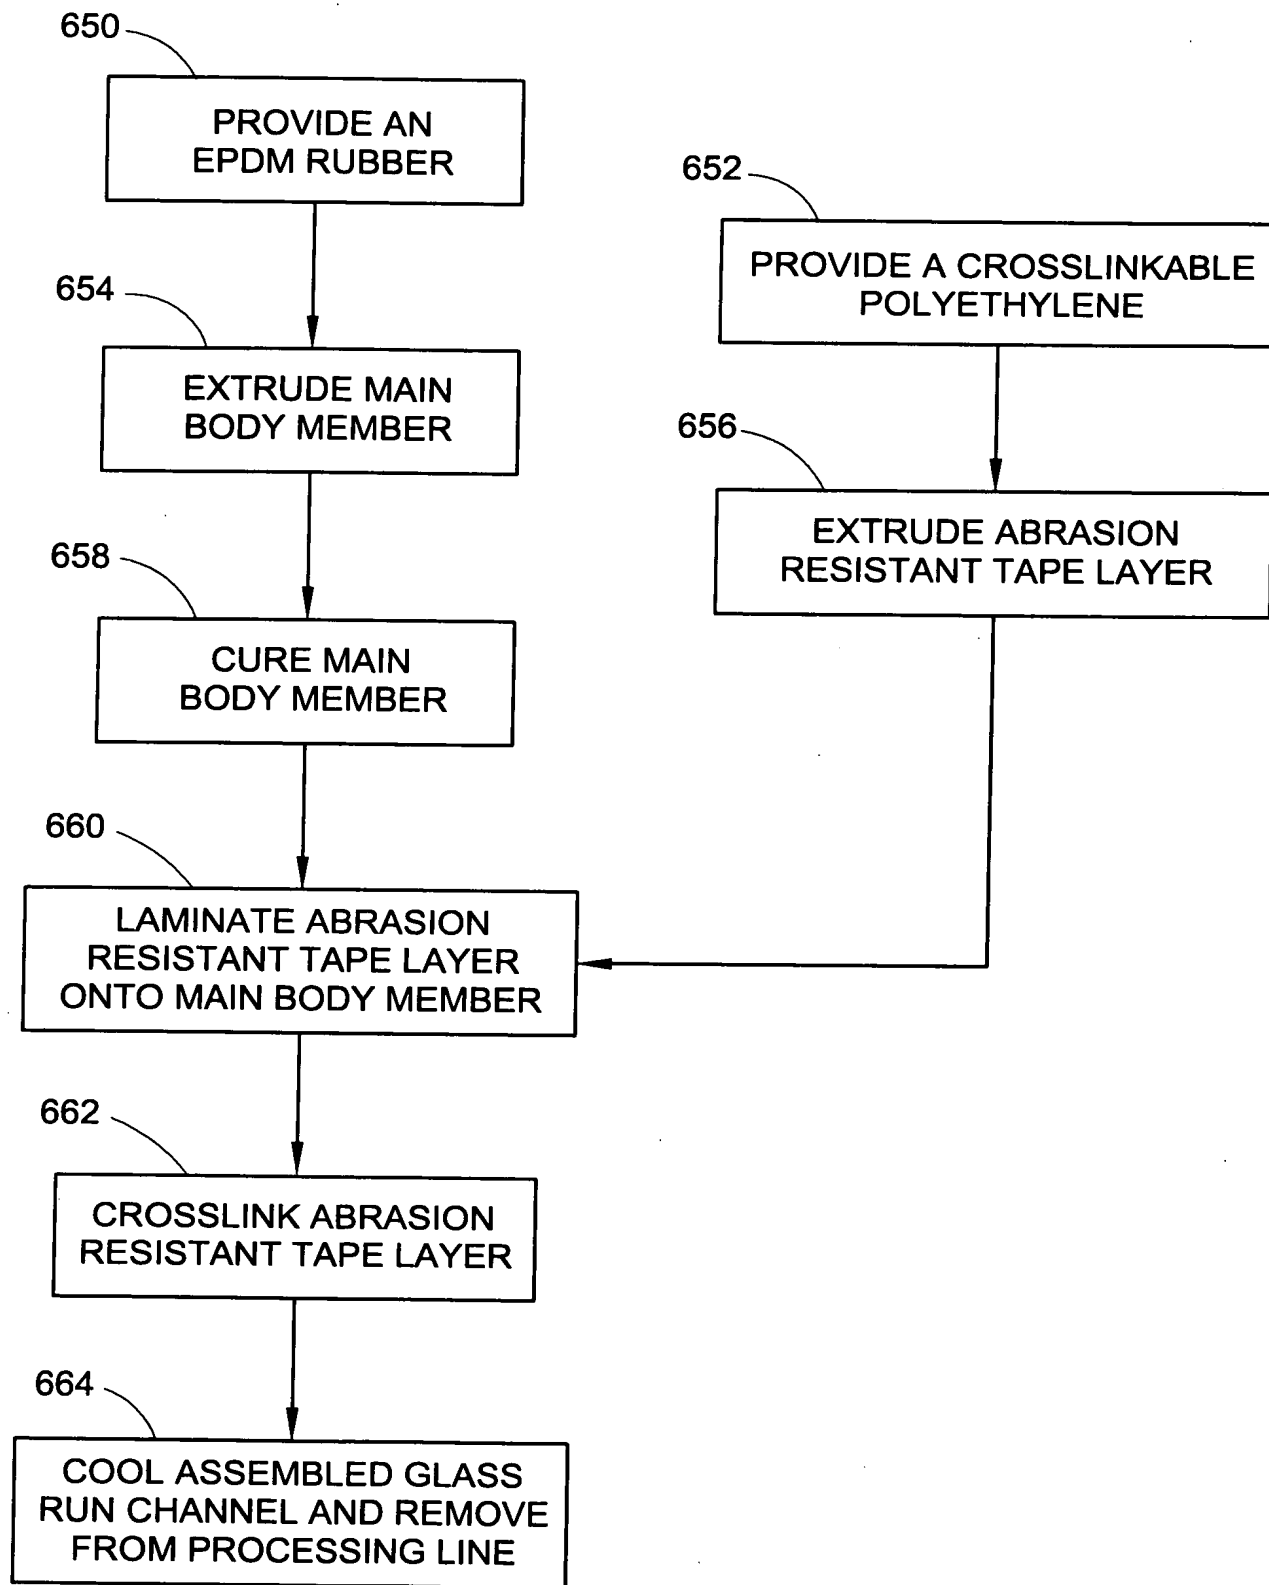 650
PROVIDE AN
EPDM RUBBER
652
PROVIDE A CROSSLINKABLE
POLYETHYLENE
654
EXTRUDE MAIN
BODY MEMBER
656
EXTRUDE ABRASION
RESISTANT TAPE LAYER
658
CURE MAIN
BODY MEMBER
660
LAMINATE ABRASION
RESISTANT TAPE LAYER
ONTO MAIN BODY MEMBER
662
CROSSLINK ABRASION
RESISTANT TAPE LAYER
664
COOL ASSEMBLED GLASS
RUN CHANNEL AND REMOVE
FROM PROCESSING LINE